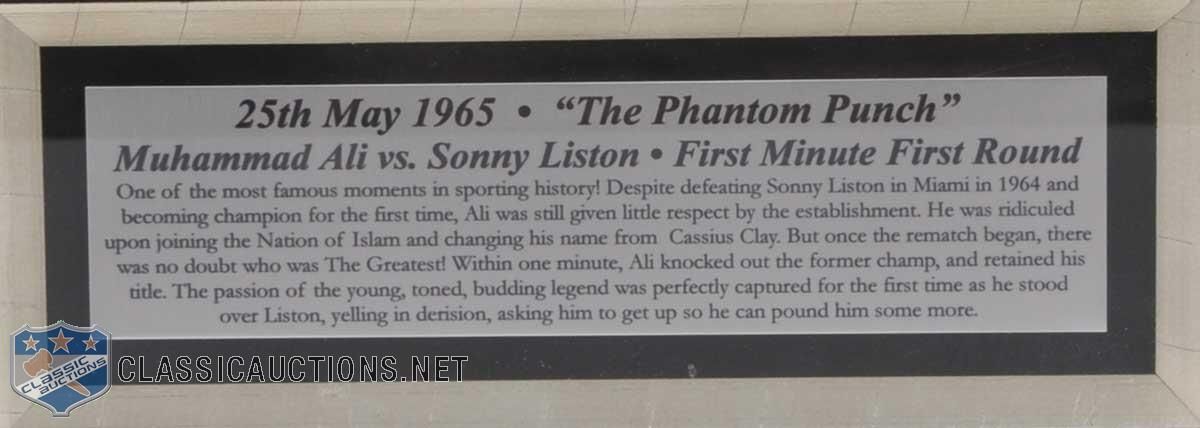 25th May 1965 • “The Phantom Punch”
Muhammad Ali vs. Sonny Liston • First Minute First Round
One of the most famous moments in sporting history! Despite defeating Sonny Liston in Miami in 1964 and
becoming champion for the first time, Ali was still given little respect by the establishment. He was ridiculed
upon joining the Nation of Islam and changing his name from Cassius Clay. But once the rematch began, there
was no doubt who was The Greatest! Within one minute, Ali knocked out the former champ, and retained his
title. The passion of the young, toned, budding legend was perfectly captured for the first time as he stood
over Liston, yelling in derision, asking him to get up so he can pound him some more.
CLASSIC
AUCTIONS
CLASSICAUCTIONS.NET